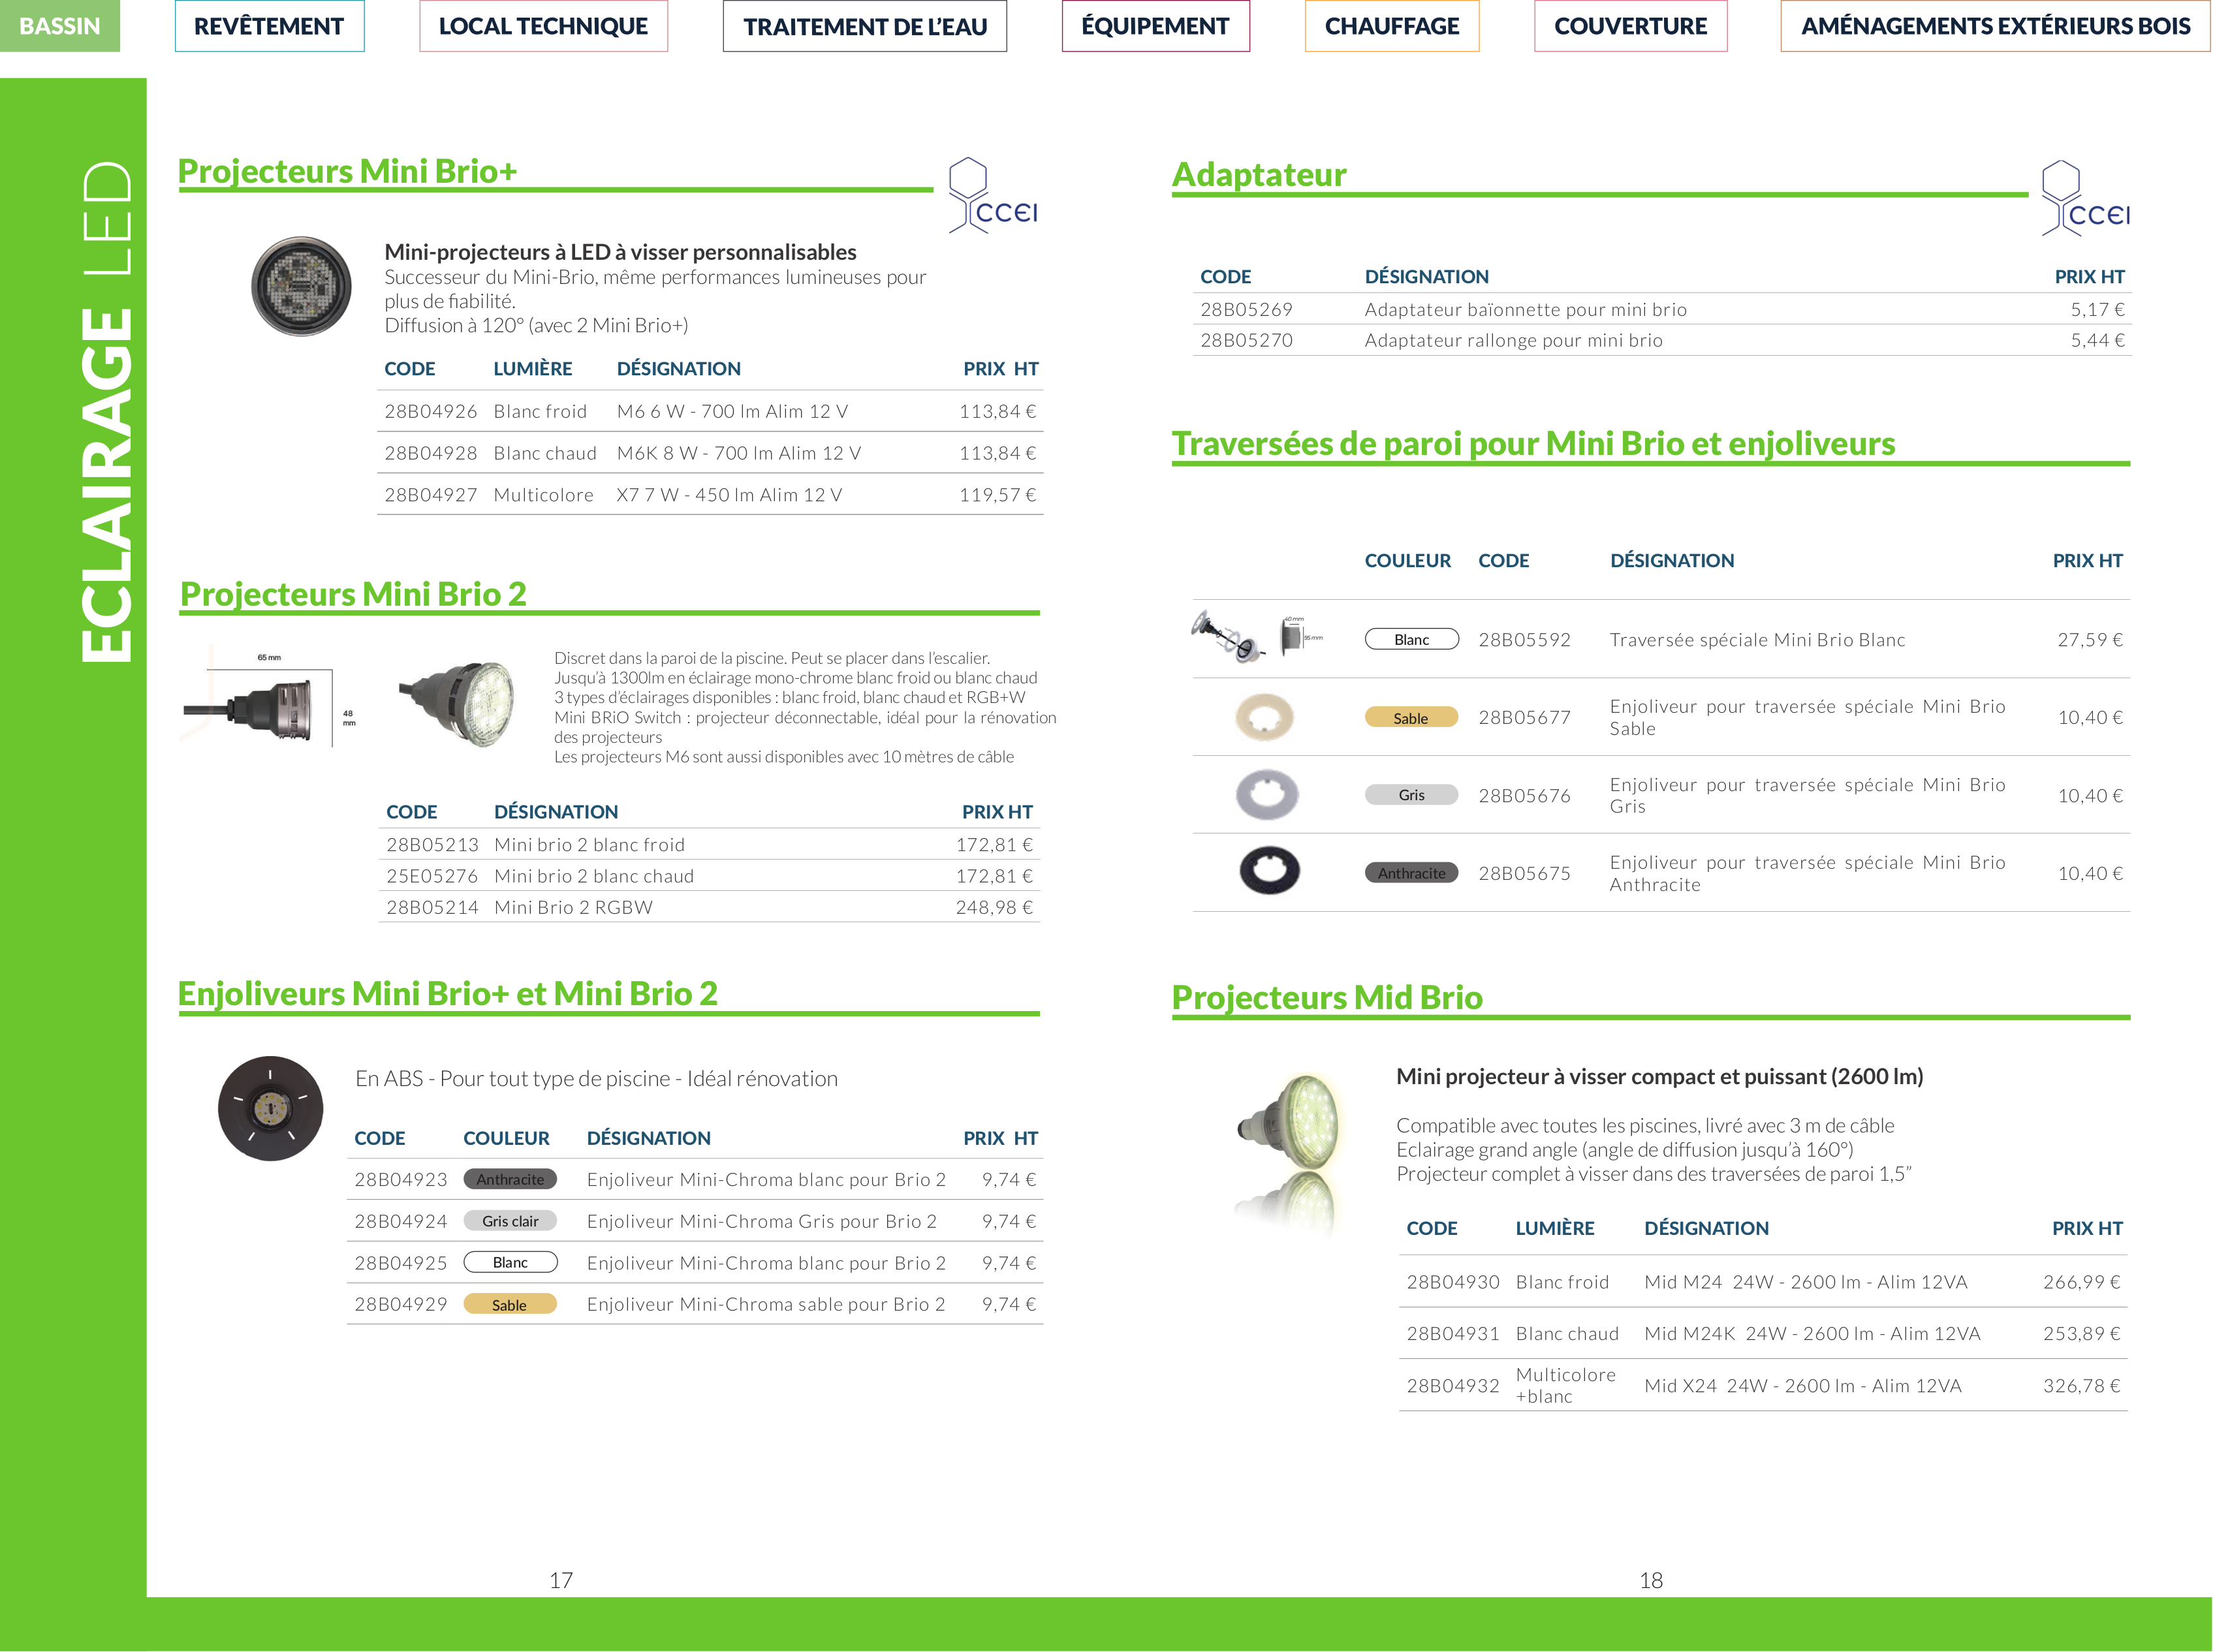 BASSIN
REVÊTEMENT
LOCAL TECHNIQUE
TRAITEMENT DE L’EAU
ÉQUIPEMENT
CHAUFFAGE
COUVERTURE
AMÉNAGEMENTS EXTÉRIEURS BOIS
ECLAIRAGE LED
Projecteurs Mini Brio+
CCEI
Mini-projecteurs à LED à visser personnalisables
Successeur du Mini-Brio, même performances lumineuses pour
plus de fiabilité.
Diffusion à 120° (avec 2 Mini Brio+)
CODE LUMIÈRE DÉSIGNATION PRIX HT
28B04926 Blanc froid M6 6 W - 700 lm Alim 12 V 113,84 €
28B04928 Blanc chaud M6K 8 W - 700 lm Alim 12 V 113,84 €
28B04927 Multicolore X7 7 W - 450 lm Alim 12 V 119,57 €
Projecteurs Mini Brio 2
65 mm
48
mm
Discret dans la paroi de la piscine. Peut se placer dans l’escalier.
Jusqu’à 1300lm en éclairage mono-chrome blanc froid ou blanc chaud
3 types d’éclairages disponibles : blanc froid, blanc chaud et RGB+W
Mini BRiO Switch : projecteur déconnectable, idéal pour la rénovation
des projecteurs
Les projecteurs M6 sont aussi disponibles avec 10 mètres de câble
CODE DÉSIGNATION PRIX HT
28B05213 Mini brio 2 blanc froid 172,81 €
25E05276 Mini brio 2 blanc chaud 172,81 €
28B05214 Mini Brio 2 RGBW 248,98 €
Enjoliveurs Mini Brio+ et Mini Brio 2
En ABS - Pour tout type de piscine - Idéal rénovation
CODE COULEUR DÉSIGNATION PRIX HT
28B04923 Anthracite Enjoliveur Mini-Chroma blanc pour Brio 2 9,74 €
28B04924 Gris clair Enjoliveur Mini-Chroma Gris pour Brio 2 9,74 €
28B04925 Blanc Enjoliveur Mini-Chroma blanc pour Brio 2 9,74 €
28B04929 Sable Enjoliveur Mini-Chroma sable pour Brio 2 9,74 €
17
Adaptateur
CCEI
CODE DÉSIGNATION PRIX HT
28B05269 Adaptateur baïonnette pour mini brio 5,17 €
28B05270 Adaptateur rallonge pour mini brio 5,44 €
Traversées de paroi pour Mini Brio et enjoliveurs
COULEUR CODE DÉSIGNATION PRIX HT
40 mm
95 mm
Blanc 28B05592 Traversée spéciale Mini Brio Blanc 27,59 €
Sable 28B05677 Enjoliveur pour traversée spéciale Mini Brio
Sable 10,40 €
Gris 28B05676 Enjoliveur pour traversée spéciale Mini Brio
Gris 10,40 €
Anthracite 28B05675 Enjoliveur pour traversée spéciale Mini Brio
Anthracite 10,40 €
Projecteurs Mid Brio
Mini projecteur à visser compact et puissant (2600 lm)
Compatible avec toutes les piscines, livré avec 3 m de câble
Eclairage grand angle (angle de diffusion jusqu’à 160°)
Projecteur complet à visser dans des traversées de paroi 1,5”
CODE LUMIÈRE DÉSIGNATION PRIX HT
28B04930 Blanc froid Mid M24 24W - 2600 lm - Alim 12VA 266,99 €
28B04931 Blanc chaud Mid M24K 24W - 2600 lm - Alim 12VA 253,89 €
28B04932 Multicolore
+blanc Mid X24 24W - 2600 lm - Alim 12VA 326,78 €
18